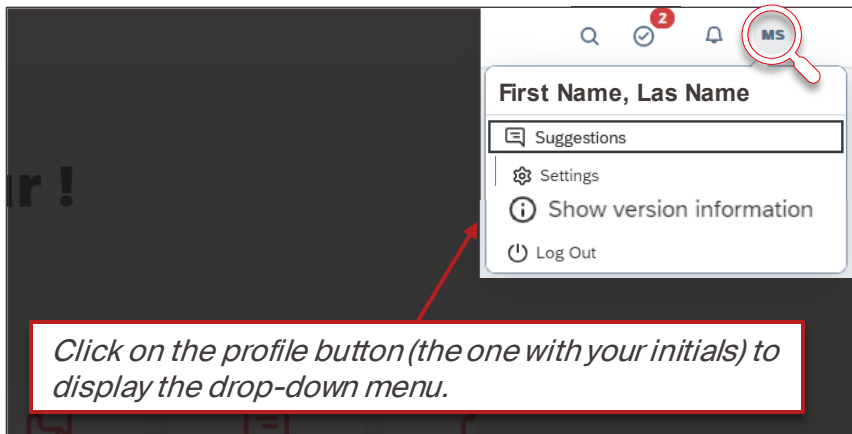 2
MS
First Name, Las Name
Suggestions
Settings
r !
Show version information
Log Out
Click on the profile button (the one with your initials) to
display the drop-down menu.